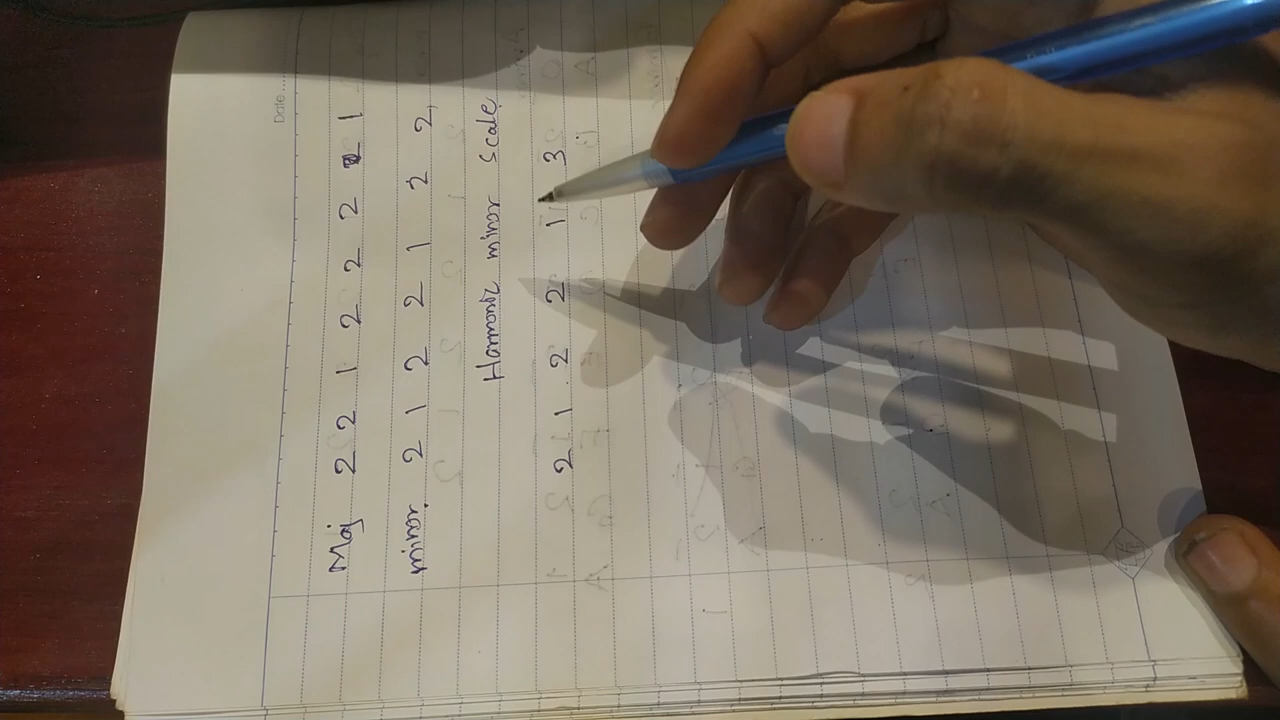 Date
Maj 2 2 1 2 2 2 1
minor. 2 1 2 2 1 2 2,
Harmonic minor scale
2 1 2 2 1 3